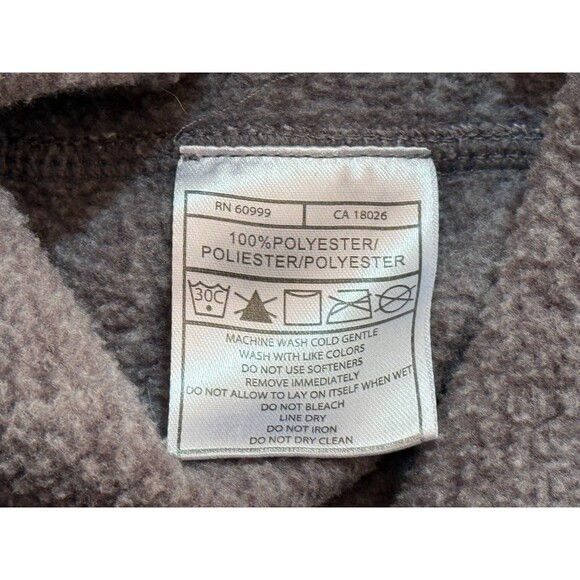 RN 60999
CA 18026
100%POLYESTER/
POLIESTER/POLYESTER
30C
MACHINE WASH COLD GENTLE
WASH WITH LIKE COLORS
DO NOT USE SOFTENERS
REMOVE IMMEDIATELY
DO NOT ALLOW TO LAY ON ITSELF WHEN WET
DO NOT BLEACH
LINE DRY
DO NOT IRON
DO NOT DRY CLEAN